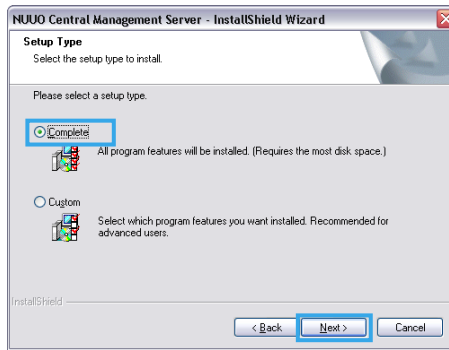 NUUO Central Management Server - InstallShield Wizard
Setup Type
Select the setup type to install.
Please select a setup type.
Complete
All program features will be installed. (Requires the most disk space.)
Custom
Select which program features you want installed. Recommended for
advanced users.
InstallShield
< Back
Next >
Cancel